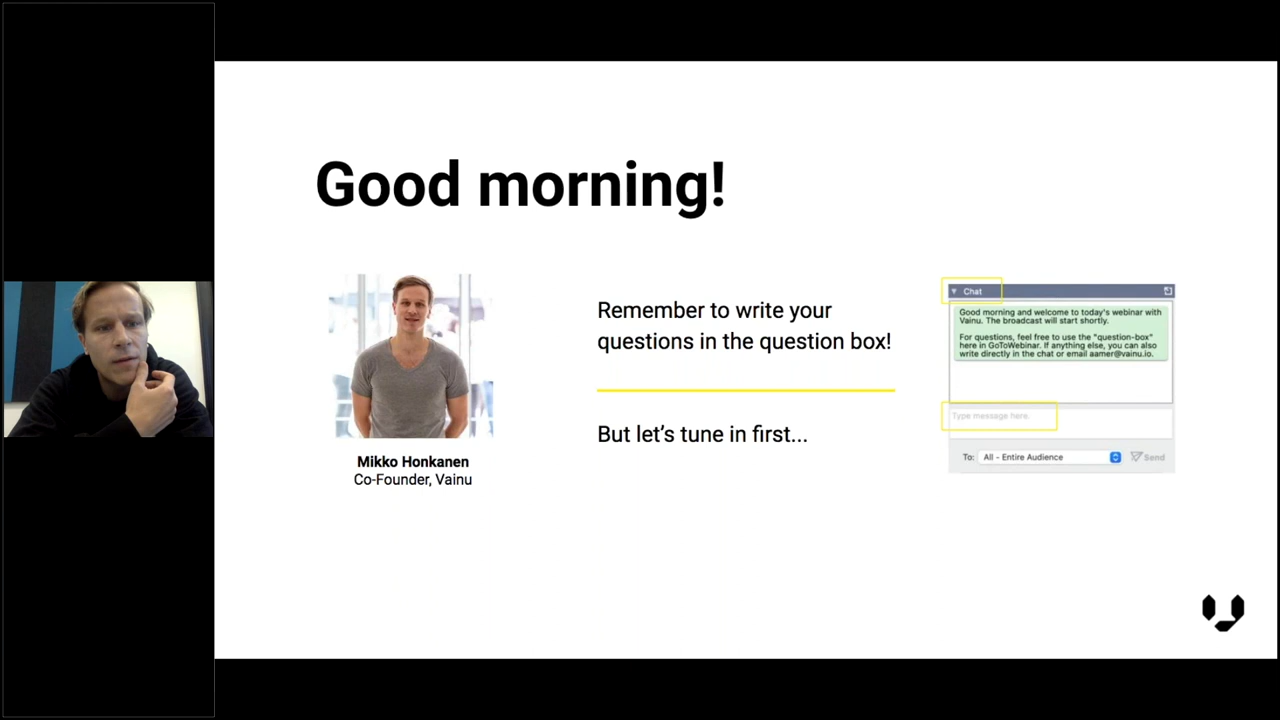 Good morning!
Mikko Honkanen
Co-Founder, Vainu
Remember to write your
questions in the question box!
But let’s tune in first...
Chat
Good morning and welcome to today's webinar with
Vainu. The broadcast will start shortly.
For questions, feel free to use the "question-box"
here in GoToWebinar. If anything else, you can also
write directly in the chat or email aamer@vainu.io.
Type message here.
To: All - Entire Audience Send